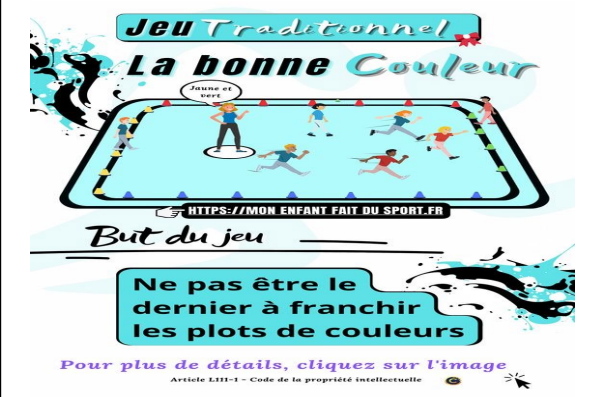 Jeu Traditionnel
La bonne Couleur
Jaune et
vert
HTTPS://MON ENFANT FAIT DU SPORT.FR
But du jeu
Ne pas être le
dernier à franchir
les plots de couleurs
Pour plus de détails, cliquez sur l'image
Article L111-1 - Code de la propriété intellectuelle
©